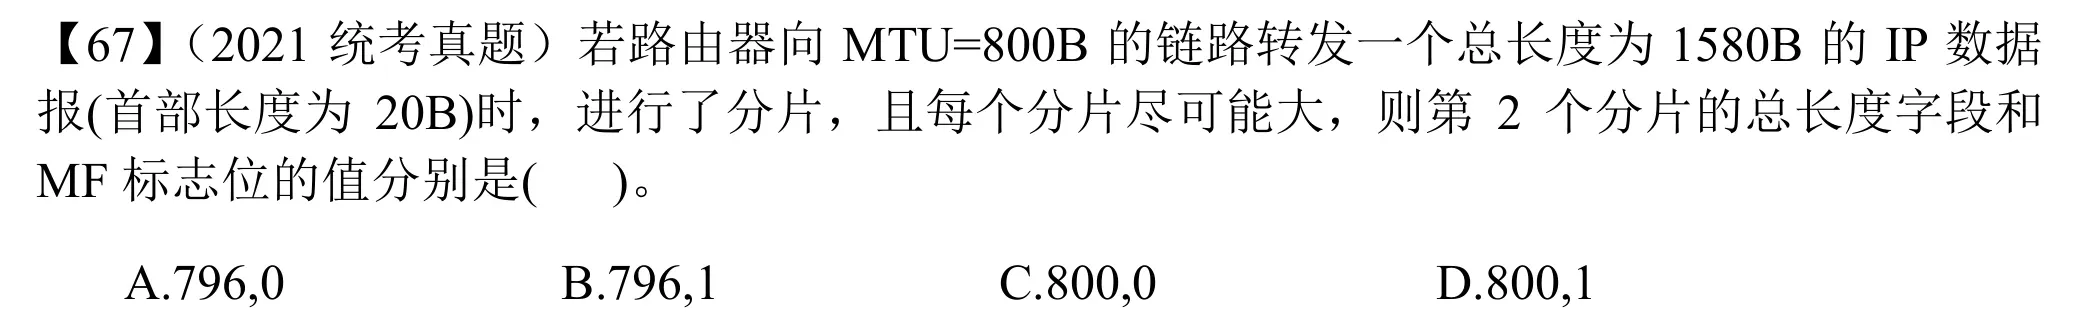 【67】（2021 统考真题）若路由器向 MTU=800B 的链路转发一个总长度为 1580B 的 IP 数据
报(首部长度为 20B)时，进行了分片，且每个分片尽可能大，则第 2 个分片的总长度字段和
MF 标志位的值分别是(    )。
A.796,0 B.796,1 C.800,0 D.800,1